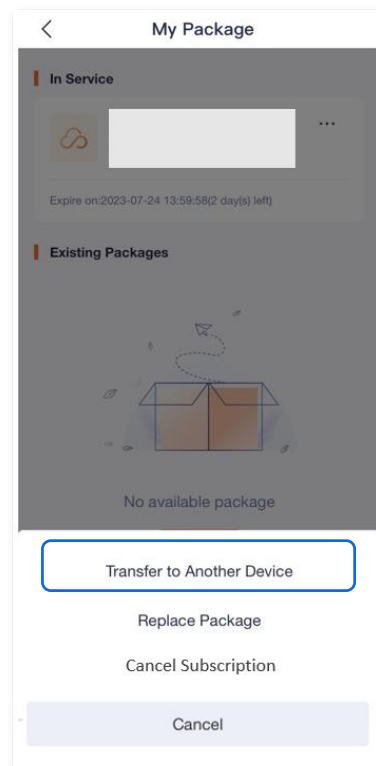 My Package
In Service
...
Expire on:2023-07-24 13:59:58(2 day(s) left)
Existing Packages
No available package
Transfer to Another Device
Replace Package
Cancel Subscription
Cancel